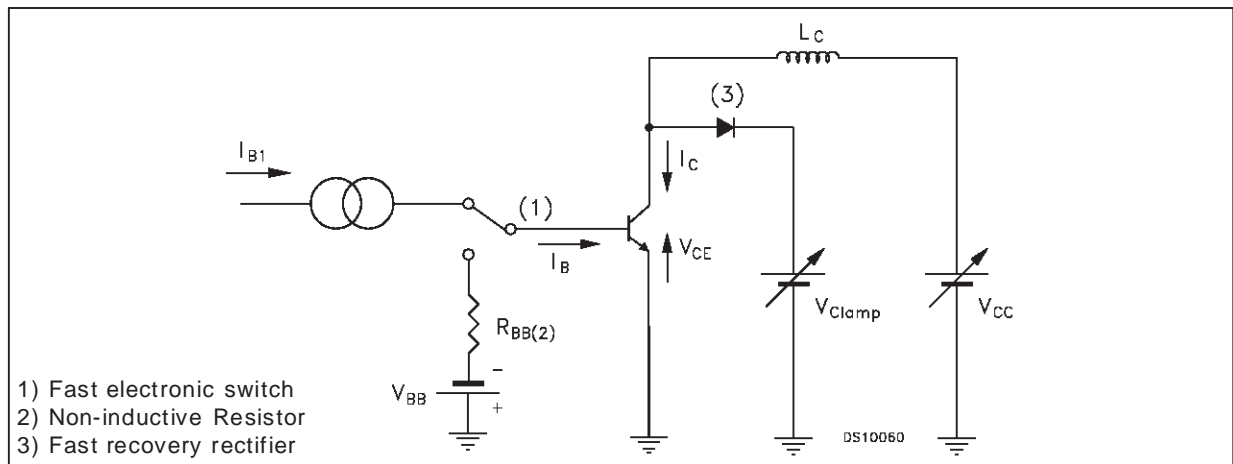 L_C
(3)
I_B1
I_C
(1)
I_B
V_CE
V_Clamp
V_CC
R_BB(2)
V_BB
−
+
1) Fast electronic switch
2) Non-inductive Resistor
3) Fast recovery rectifier
DS10060